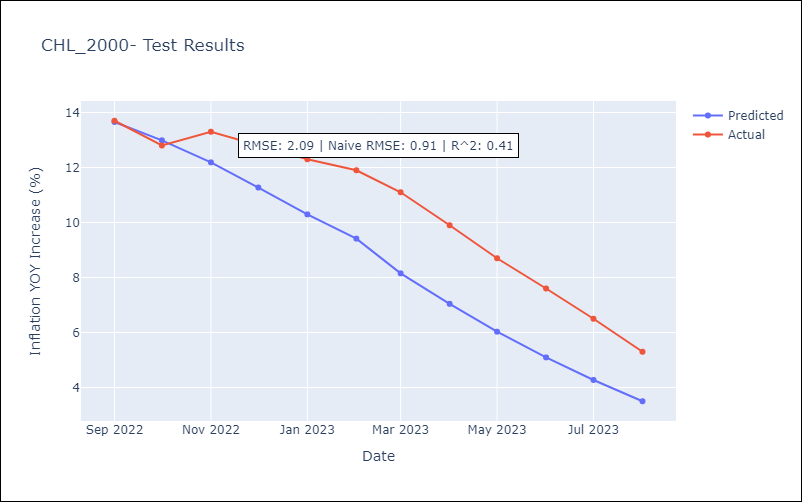 CHL_2000- Test Results
Predicted
Actual
RMSE: 2.09 | Naive RMSE: 0.91 | R^2: 0.41
Inflation YOY Increase (%)
14
12
10
8
6
4
Sep 2022
Nov 2022
Jan 2023
Mar 2023
May 2023
Jul 2023
Date